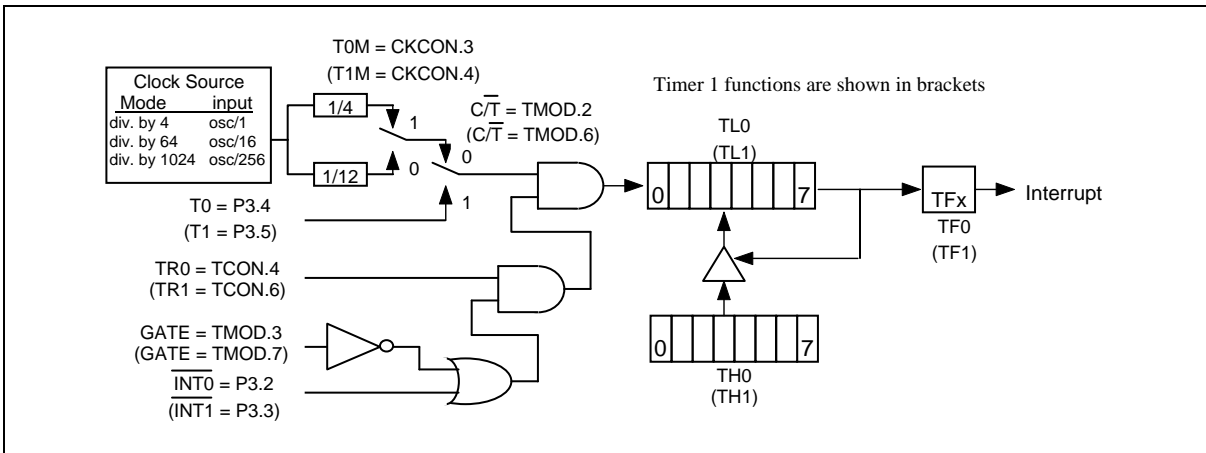 T0M = CKCON.3
(T1M = CKCON.4)
Timer 1 functions are shown in brackets
Clock Source
Mode input
div. by 4 osc/1
div. by 64 osc/16
div. by 1024 osc/256
1/4
1/12
1
0
C/T̅ = TMOD.2
(C/T̅ = TMOD.6)
0
1
T0 = P3.4
(T1 = P3.5)
TL0
(TL1)
0 7
TFx
Interrupt
TF0
(TF1)
TR0 = TCON.4
(TR1 = TCON.6)
GATE = TMOD.3
(GATE = TMOD.7)
I̅N̅T̅0̅ = P3.2
(I̅N̅T̅1̅ = P3.3)
0 7
TH0
(TH1)